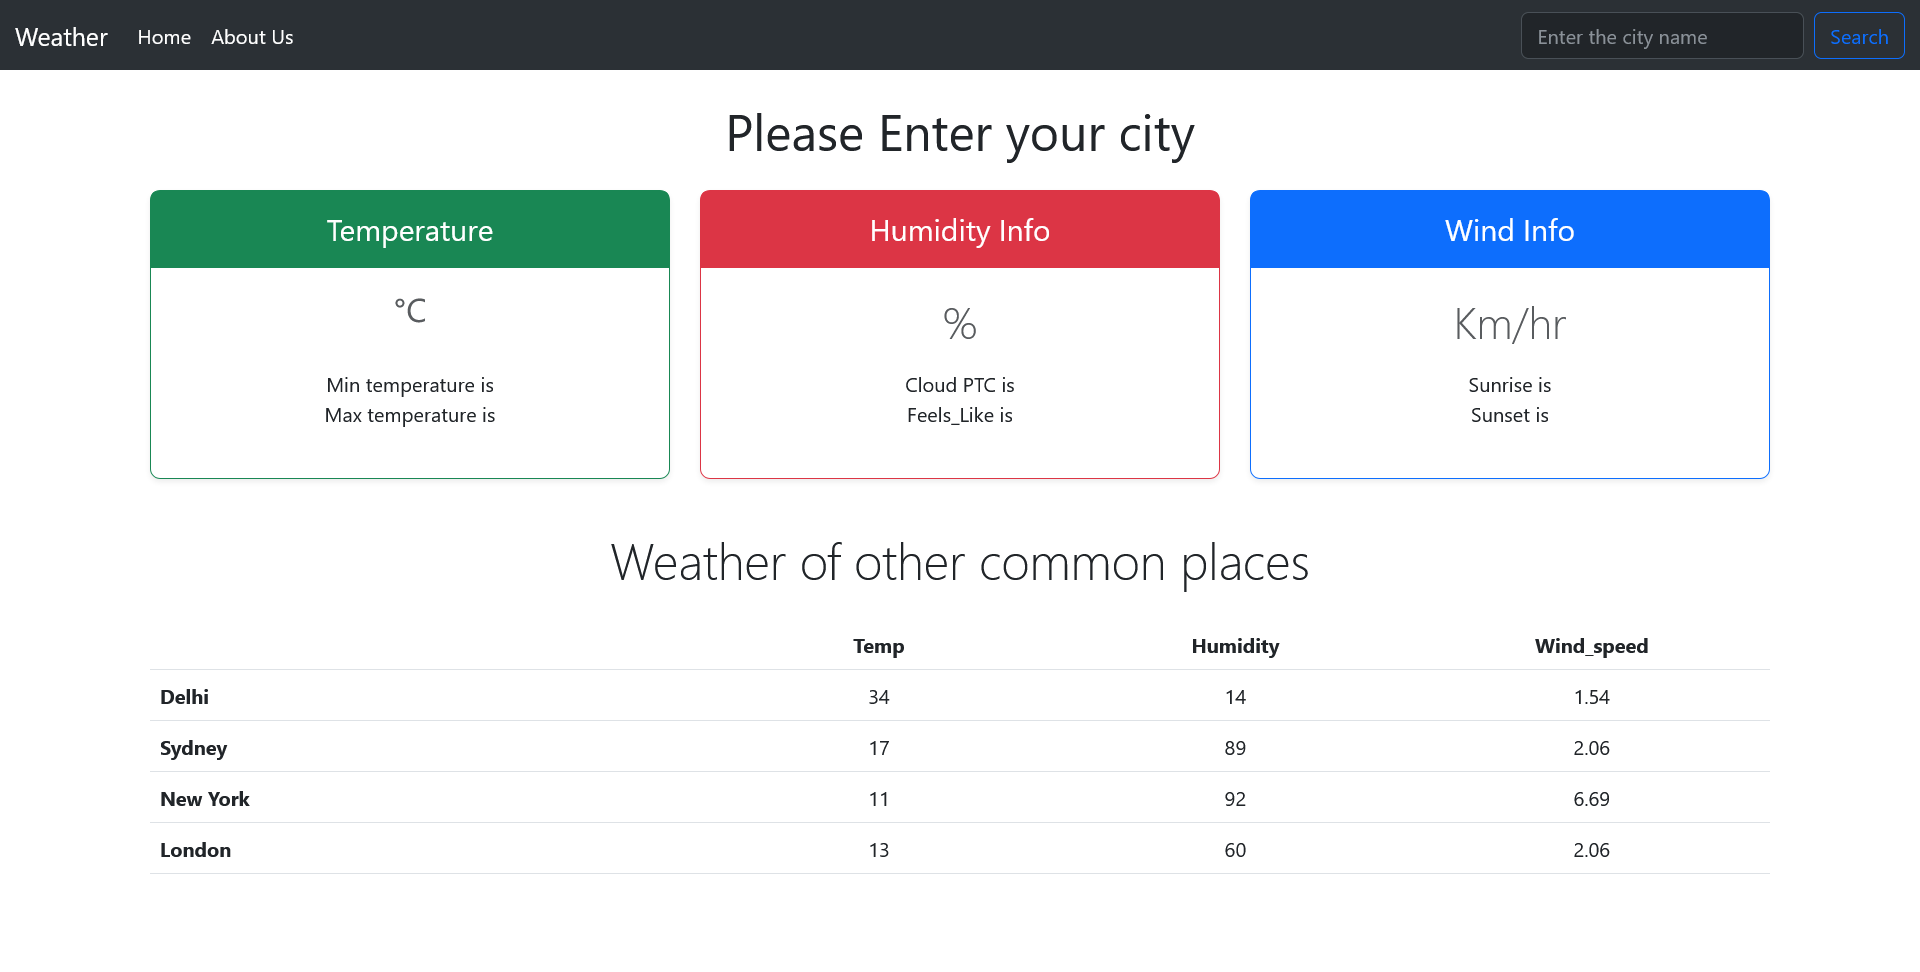 Weather Home About Us Enter the city name Search
Please Enter your city
Temperature Humidity Info Wind Info
°C % Km/hr
Min temperature is Cloud PTC is Sunrise is
Max temperature is Feels_Like is Sunset is
Weather of other common places
Temp Humidity Wind_speed
Delhi 34 14 1.54
Sydney 17 89 2.06
New York 11 92 6.69
London 13 60 2.06